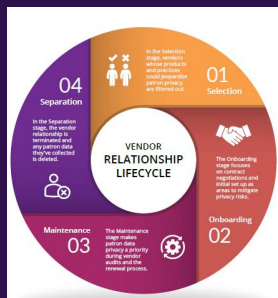 In the Selection
stage, vendors
whose products
and practices
could jeopardize
patron privacy
are filtered out.
01
Selection
The Onboarding
stage focuses
on contract
negotiations and
initial set up as
areas to mitigate
privacy risks.
Onboarding
02
Maintenance
03
The Maintenance
stage makes
patron data
privacy a priority
during vendor
audits and the
renewal process.
04
Separation
In the Separation
stage, the vendor
relationship is
terminated and
any patron data
they've collected
is deleted.
VENDOR
RELATIONSHIP
LIFECYCLE